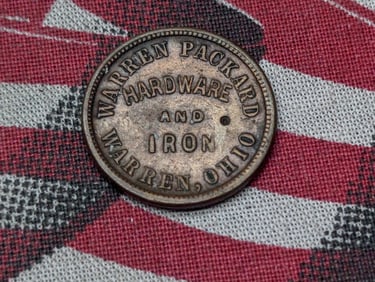 WARREN PACKARD
HARDWARE
AND
IRON
WARREN, OHIO